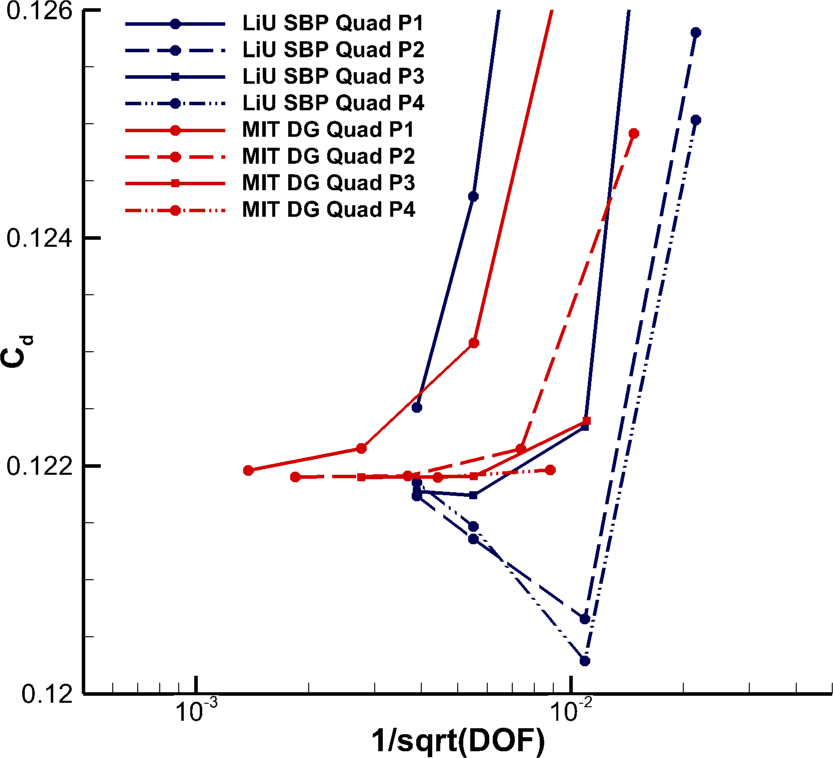 0.126
LiU SBP Quad P1
LiU SBP Quad P2
LiU SBP Quad P3
LiU SBP Quad P4
MIT DG Quad P1
MIT DG Quad P2
MIT DG Quad P3
MIT DG Quad P4
0.124
Cd
0.122
0.12
10-3
10-2
1/sqrt(DOF)